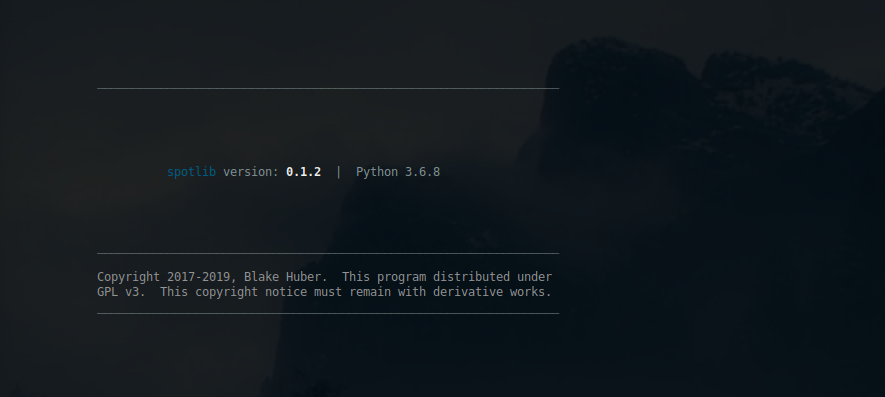 spotlib version: 0.1.2  |  Python 3.6.8
Copyright 2017-2019, Blake Huber.  This program distributed under
GPL v3.  This copyright notice must remain with derivative works.